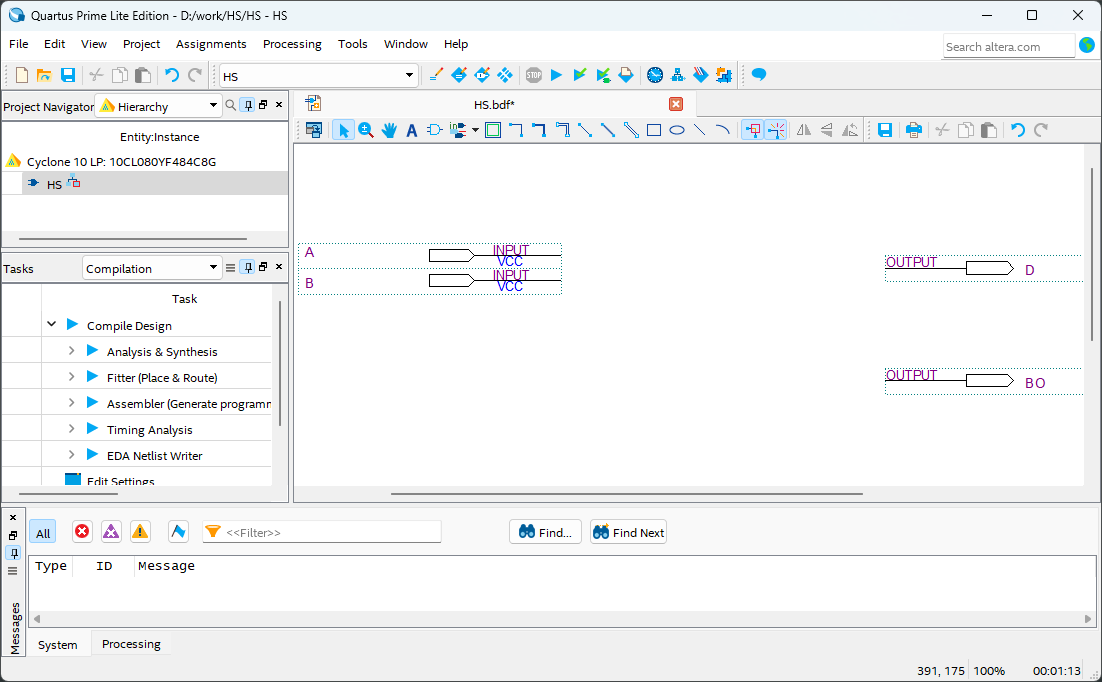 Quartus Prime Lite Edition - D:/work/HS/HS - HS
File Edit View Project Assignments Processing Tools Window Help
Search altera.com
HS
STOP
Project Navigator Hierarchy
HS.bdf*
Entity:Instance
Cyclone 10 LP: 10CL080YF484C8G
HS
A INPUT
VCC
B INPUT
VCC
OUTPUT D
OUTPUT BO
Tasks Compilation
Task
Compile Design
Analysis & Synthesis
Fitter (Place & Route)
Assembler (Generate programm
Timing Analysis
EDA Netlist Writer
Edit Settings
All <<Filter>> Find... Find Next
Type ID Message
Messages
System Processing
391, 175 100% 00:01:13